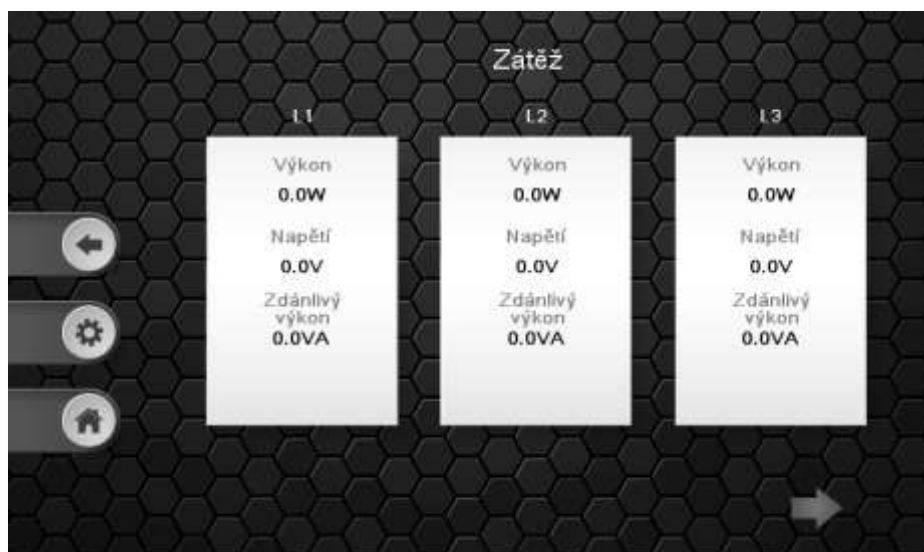 Zátěž
L1
L2
L3
Výkon
0.0W
Napětí
0.0V
Zdánlivý
výkon
0.0VA
Výkon
0.0W
Napětí
0.0V
Zdánlivý
výkon
0.0VA
Výkon
0.0W
Napětí
0.0V
Zdánlivý
výkon
0.0VA